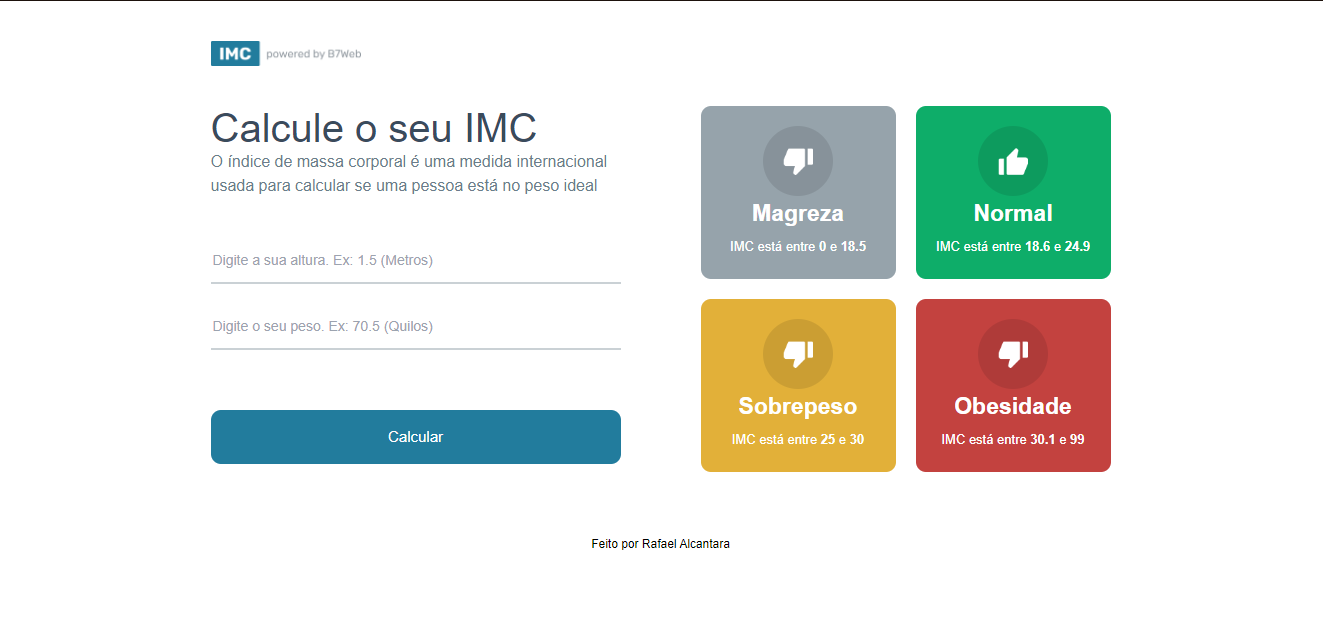 IMC powered by B7Web
Calcule o seu IMC
O índice de massa corporal é uma medida internacional
usada para calcular se uma pessoa está no peso ideal
Digite a sua altura. Ex: 1.5 (Metros)
Digite o seu peso. Ex: 70.5 (Quilos)
Calcular
Magreza
IMC está entre 0 e 18.5
Normal
IMC está entre 18.6 e 24.9
Sobrepeso
IMC está entre 25 e 30
Obesidade
IMC está entre 30.1 e 99
Feito por Rafael Alcantara